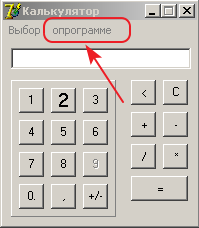 Калькулятор
Выбор опрограмме
1 2 3 < C
4 5 6 + -
7 8 9 / *
0. , +/- =